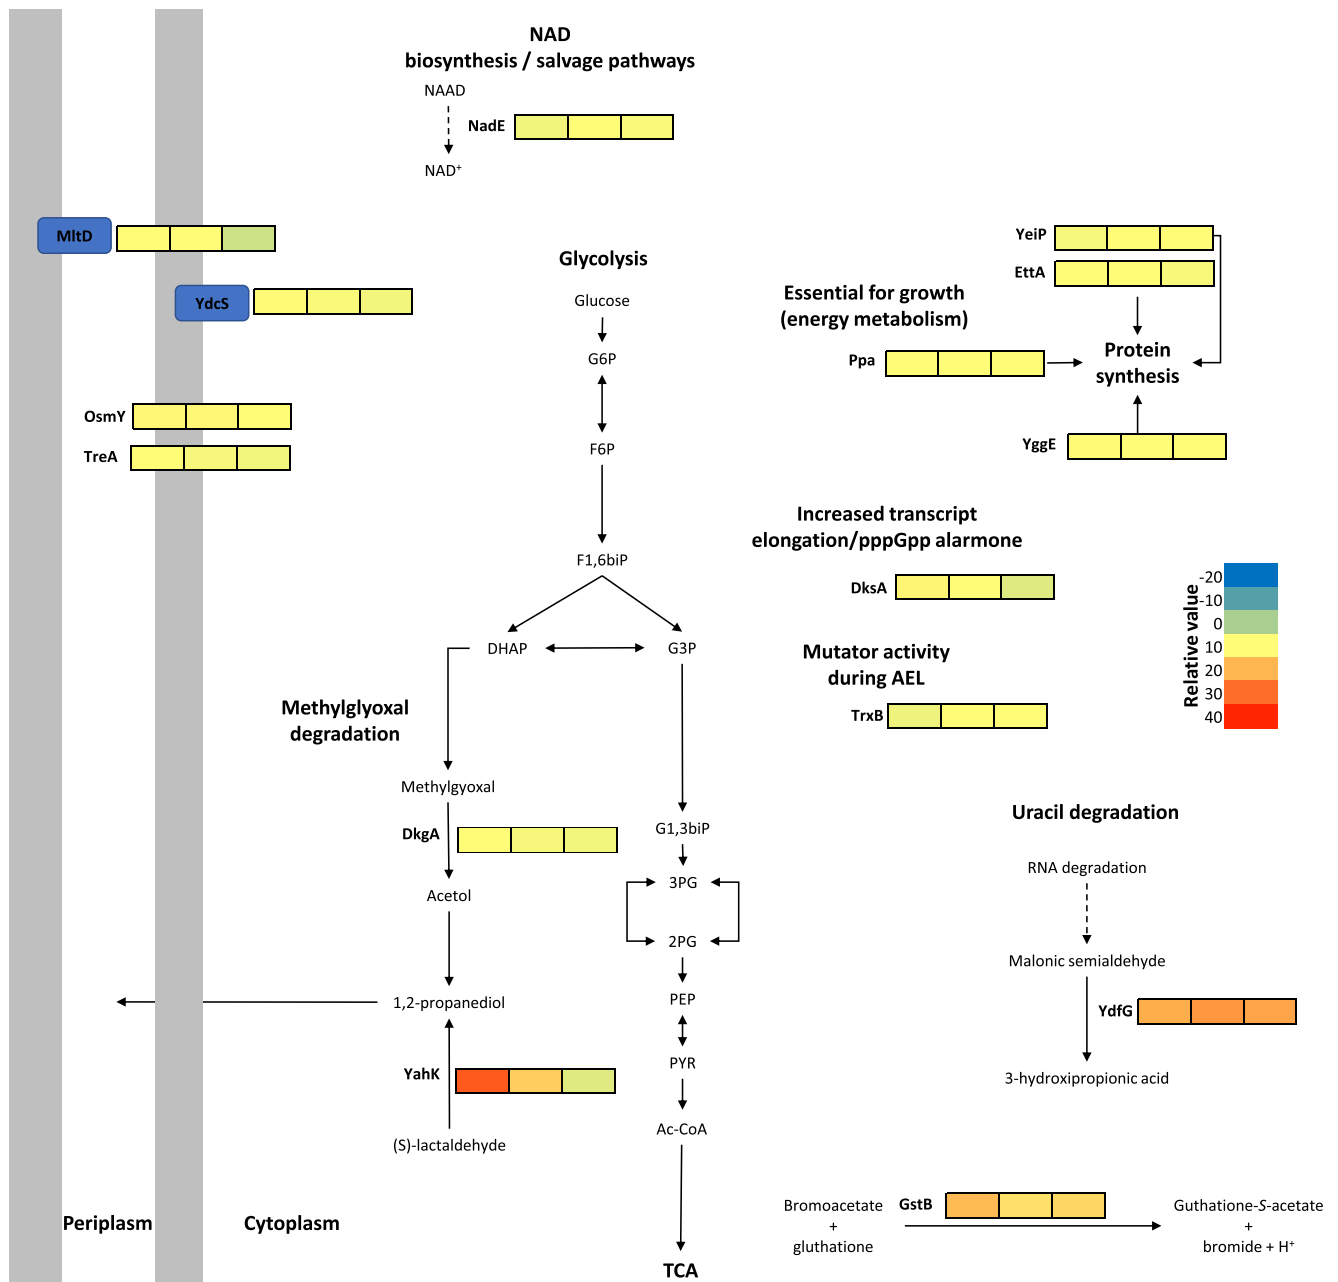 NAD
biosynthesis / salvage pathways
NAAD
NadE
NAD⁺
MltD
YdcS
OsmY
TreA
Glycolysis
Glucose
G6P
F6P
F1,6biP
DHAP
G3P
Methylglyoxal
degradation
Methylgyoxal
DkgA
Acetol
1,2-propanediol
YahK
(S)-lactaldehyde
G1,3biP
3PG
2PG
PEP
PYR
Ac-CoA
TCA
YeiP
EttA
Essential for growth
(energy metabolism)
Ppa
Protein
synthesis
YggE
Increased transcript
elongation/pppGpp alarmone
DksA
Mutator activity
during AEL
TrxB
Relative value
-20
-10
0
10
20
30
40
Uracil degradation
RNA degradation
Malonic semialdehyde
YdfG
3-hydroxipropionic acid
Bromoacetate
+
gluthatione
GstB
Guthatione-S-acetate
+
bromide + H⁺
Periplasm
Cytoplasm